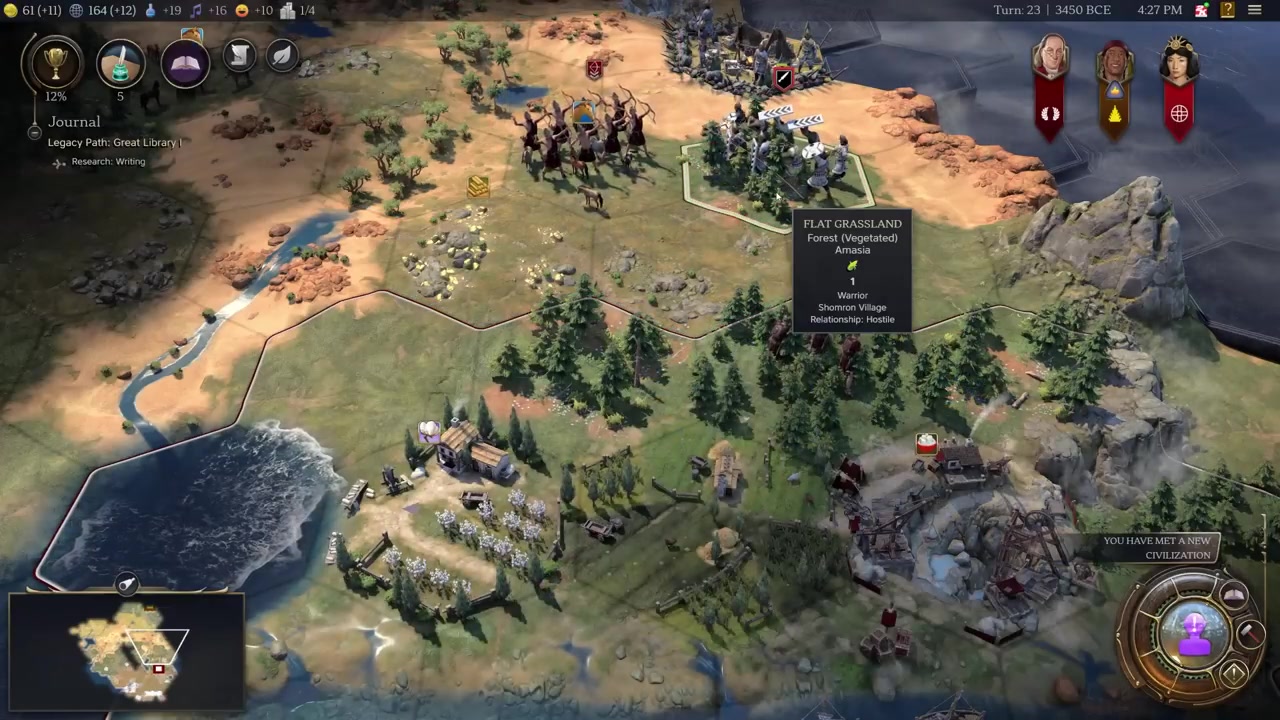 61 (+11) 164 (+12) +19 +16 +10 1/4
Turn: 23 | 3450 BCE 4:27 PM ?
12% 5
Journal
Legacy Path: Great Library I
Research: Writing
FLAT GRASSLAND
Forest (Vegetated)
Amasia
1
Warrior
Shomron Village
Relationship: Hostile
YOU HAVE MET A NEW
CIVILIZATION